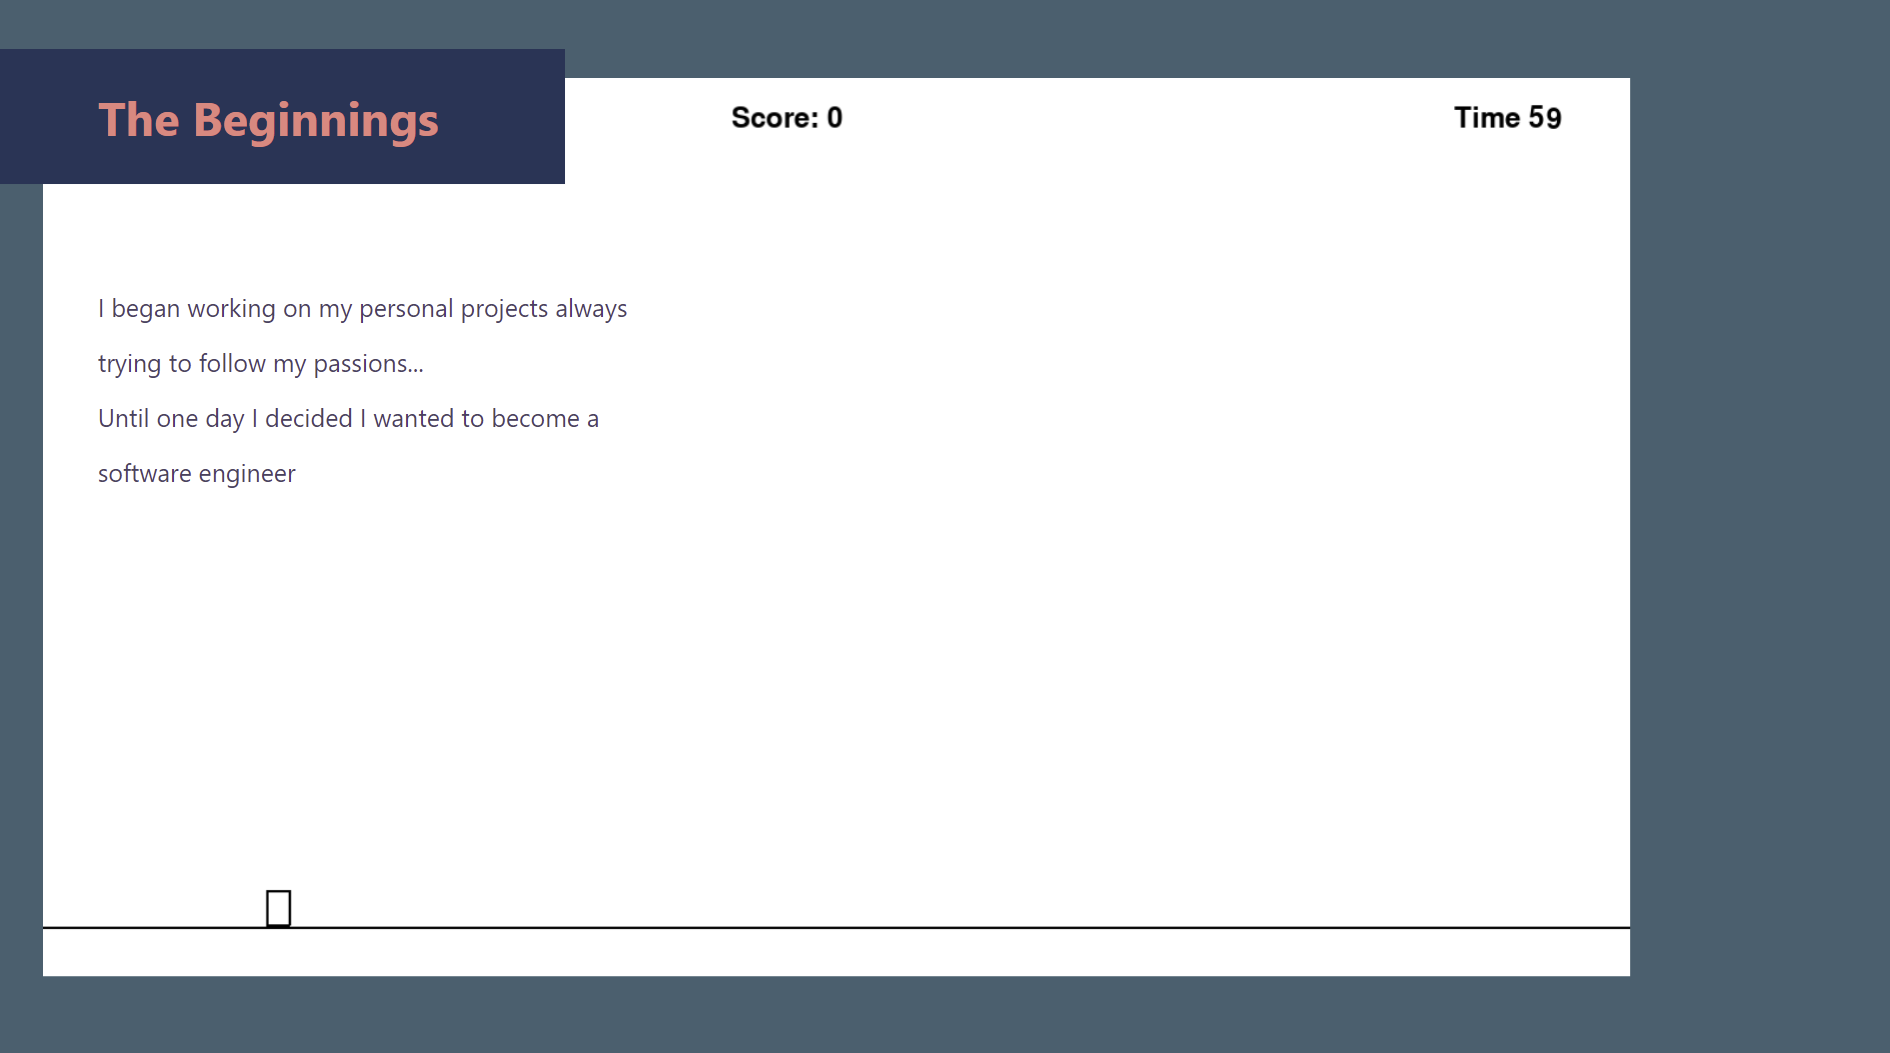 The Beginnings
Score: 0
Time 59
I began working on my personal projects always
trying to follow my passions...
Until one day I decided I wanted to become a
software engineer